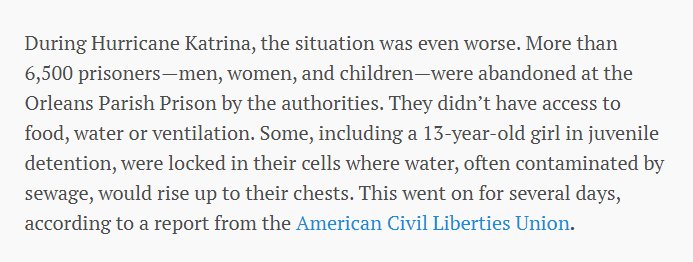 During Hurricane Katrina, the situation was even worse. More than
6,500 prisoners—men, women, and children—were abandoned at the
Orleans Parish Prison by the authorities. They didn’t have access to
food, water or ventilation. Some, including a 13-year-old girl in juvenile
detention, were locked in their cells where water, often contaminated by
sewage, would rise up to their chests. This went on for several days,
according to a report from the American Civil Liberties Union.